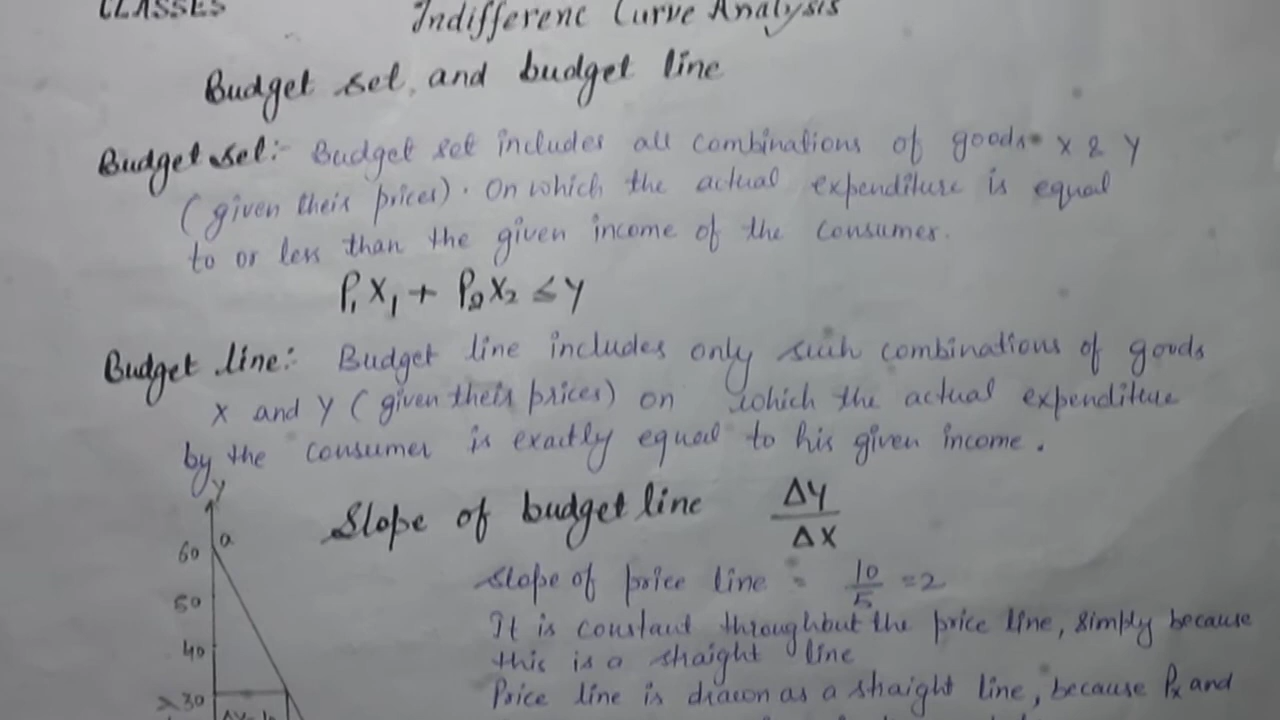 CLASSES
Indifferenc Curve Analysis
Budget set, and budget line
Budget set:- Budget set includes all combinations of goods x & y
(given their prices). On which the actual expenditure is equal
to or less than the given income of the consumer.
P₁X₁ + P₂X₂ ≤ Y
Budget line:- Budget line includes only such combinations of goods
X and Y (given their prices) on which the actual expenditure
by the consumer is exactly equal to his given income.
Slope of budget line ΔY/ΔX
Y
a
60
50
40
30
Slope of price line = 10/5 = 2
It is constant throughbut the price line, simply because
this is a straight line
Price line is drawn as a straight line, because Px and